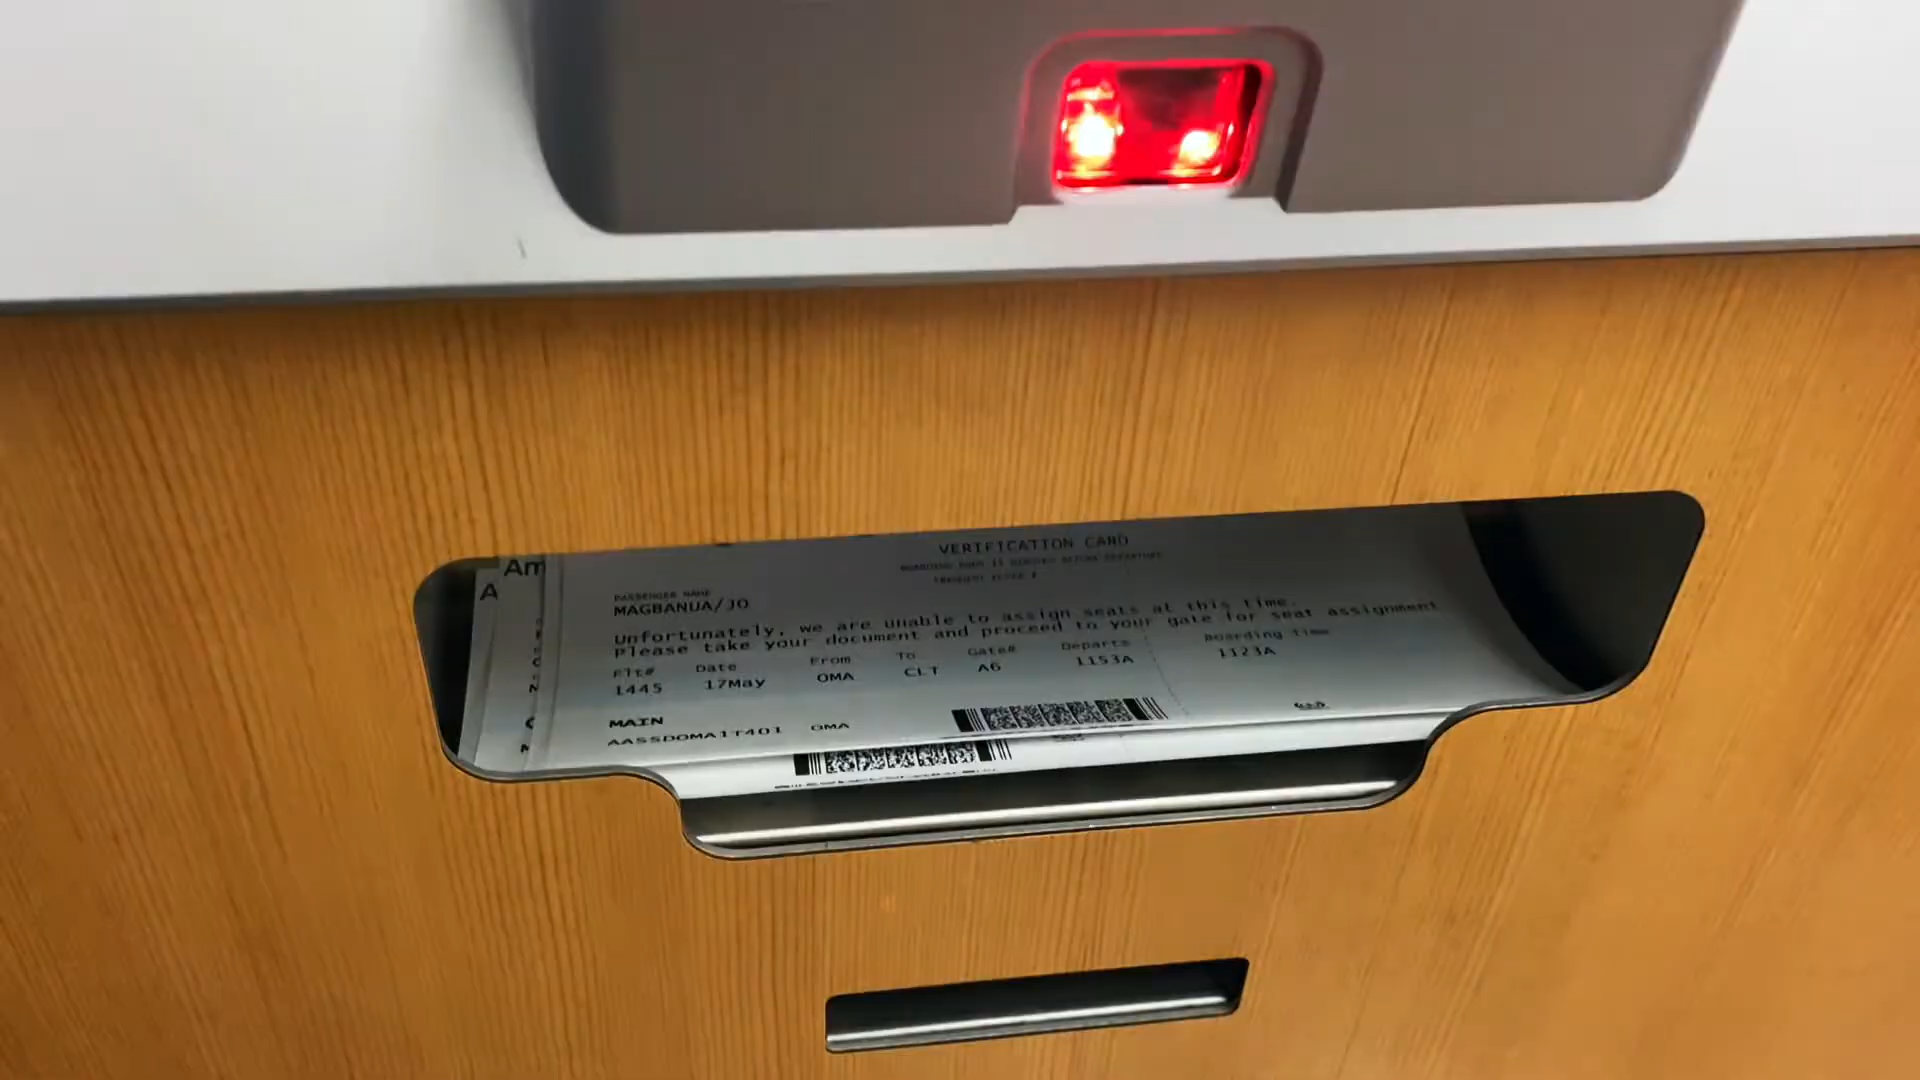 VERIFICATION CARD
Am
A
PASSENGER NAME
MAGBANUA/JO
Unfortunately, we are unable to assign seats at this time.
Please take your document and proceed to your gate for seat assignment
Flt# Date From To Gate# Departs Boarding Time
1445 17May OMA CLT A6 1153A 1123A
MAIN
AASSDOMA1T401 OMA